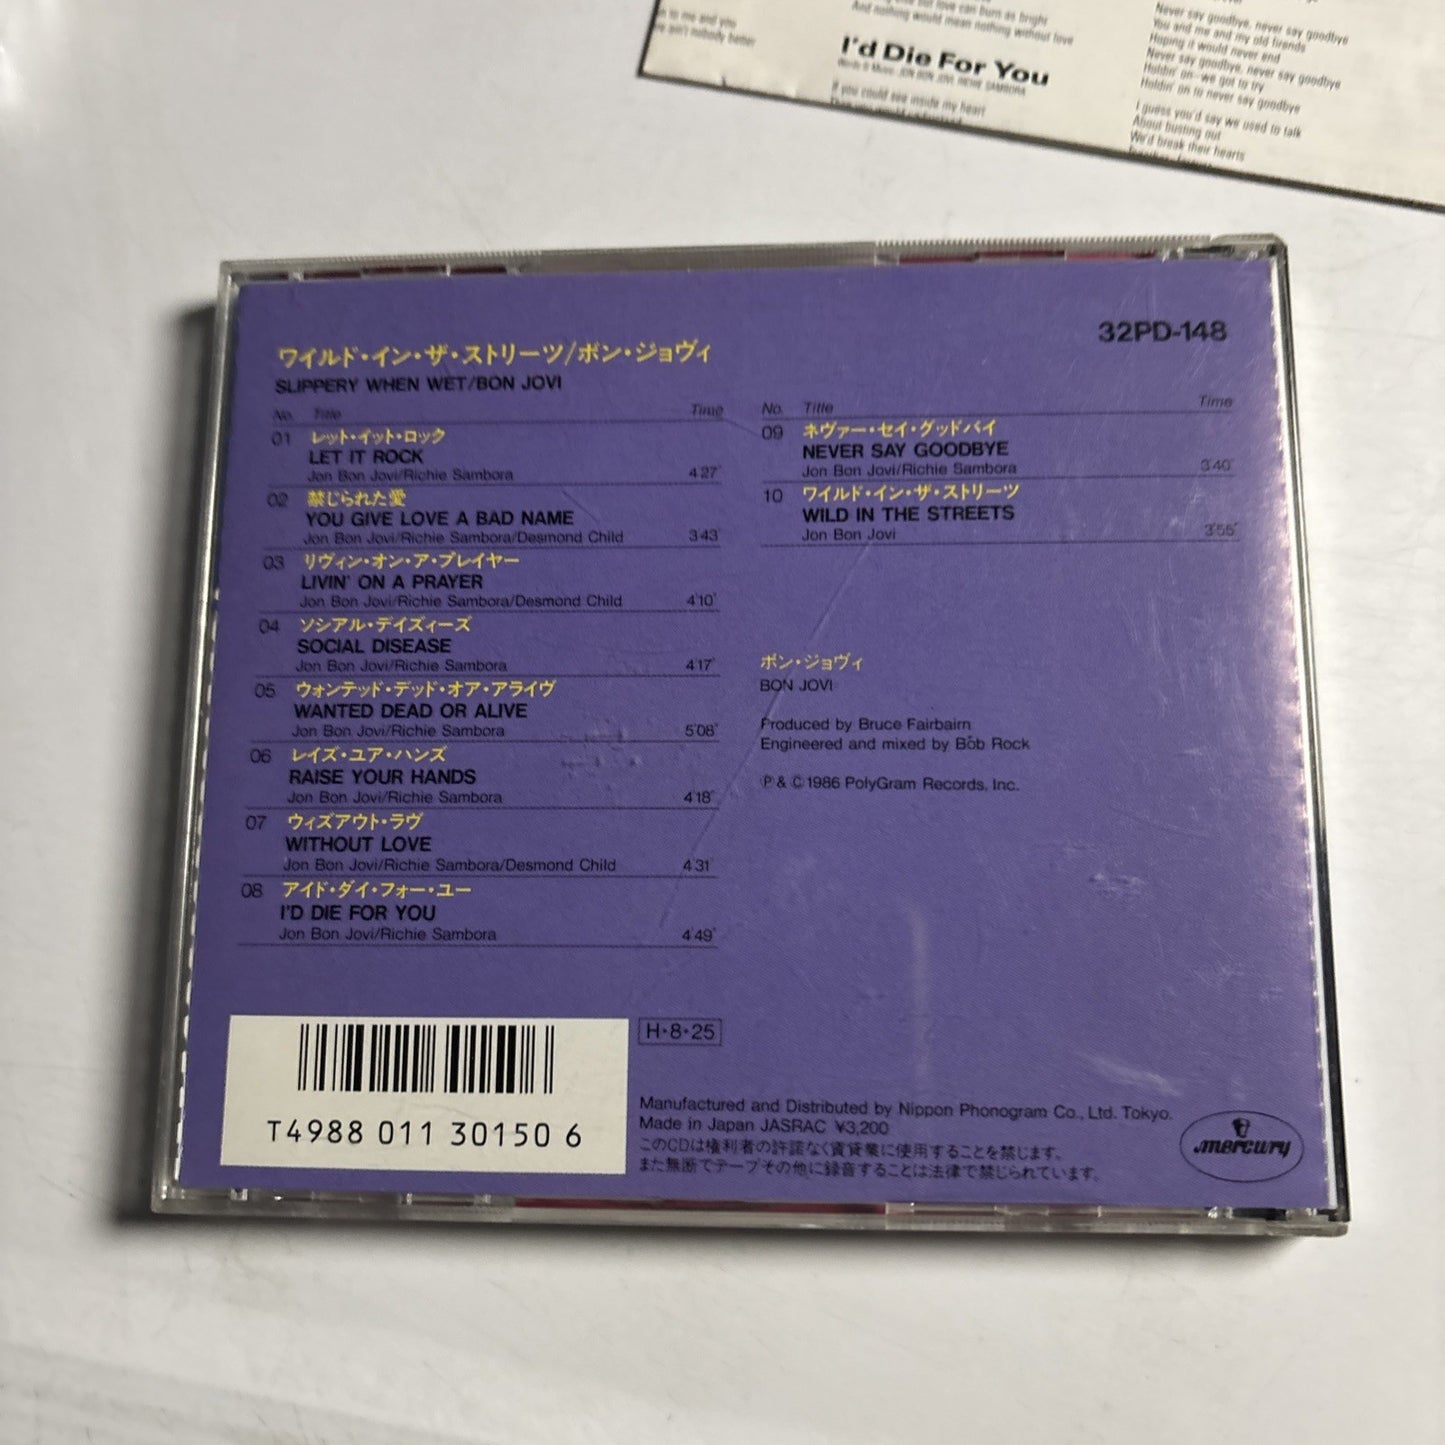 And nothing would mean nothing without love
I'd Die For You
If you could see inside my heart
Never say goodbye, never say goodbye
You and me and my old friends
Hoping it would never end
Never say goodbye, never say goodbye
Holdin' on we got to try
Holdin' on to never say goodbye
I guess you'd say we used to talk
About busting out
We'd break their hearts
32PD-148
ワイルド・イン・ザ・ストリーツ/ボン・ジョヴィ
SLIPPERY WHEN WET/BON JOVI
No. Title Time
01 レット・イット・ロック
LET IT ROCK
Jon Bon Jovi/Richie Sambora 4'27"
02 禁じられた愛
YOU GIVE LOVE A BAD NAME
Jon Bon Jovi/Richie Sambora/Desmond Child 3'43"
03 リヴィン・オン・ア・プレイヤー
LIVIN' ON A PRAYER
Jon Bon Jovi/Richie Sambora/Desmond Child 4'10"
04 ソシアル・デイズィーズ
SOCIAL DISEASE
Jon Bon Jovi/Richie Sambora 4'17"
05 ウォンテッド・デッド・オア・アライヴ
WANTED DEAD OR ALIVE
Jon Bon Jovi/Richie Sambora 5'08"
06 レイズ・ユア・ハンズ
RAISE YOUR HANDS
Jon Bon Jovi/Richie Sambora 4'18"
07 ウィズアウト・ラヴ
WITHOUT LOVE
Jon Bon Jovi/Richie Sambora/Desmond Child 4'31"
08 アイド・ダイ・フォー・ユー
I'D DIE FOR YOU
Jon Bon Jovi/Richie Sambora 4'49"
No. Title Time
09 ネヴァー・セイ・グッドバイ
NEVER SAY GOODBYE
Jon Bon Jovi/Richie Sambora 3'40"
10 ワイルド・イン・ザ・ストリーツ
WILD IN THE STREETS
Jon Bon Jovi 3'55"
ボン・ジョヴィ
BON JOVI
Produced by Bruce Fairbairn
Engineered and mixed by Bob Rock
℗ & © 1986 PolyGram Records, Inc.
H・8・25
T4988 011 30150 6
Manufactured and Distributed by Nippon Phonogram Co., Ltd. Tokyo.
Made in Japan JASRAC ¥3,200
このCDは権利者の許諾なく賃貸業に使用することを禁じます。
また無断でテープその他に録音することは法律で禁じられています。
mercury